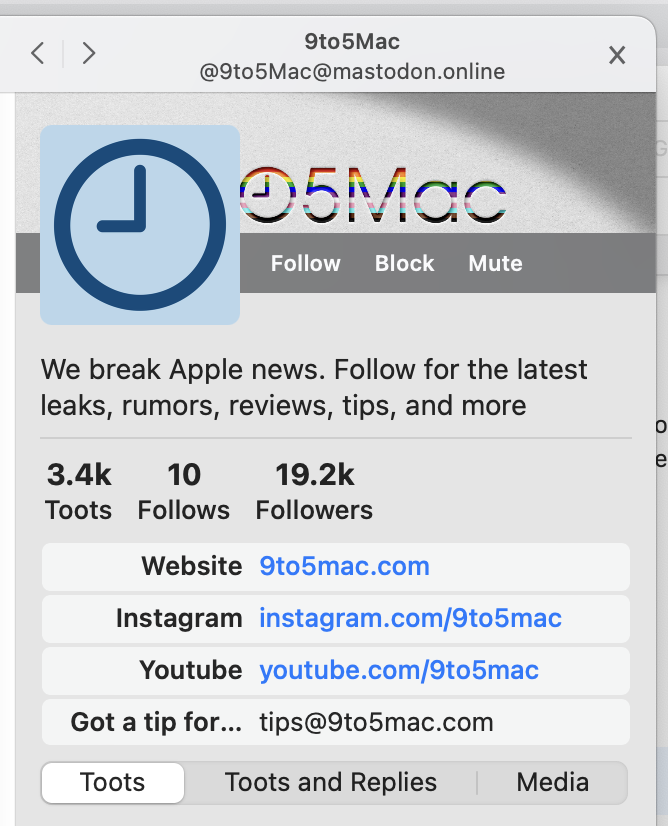 9to5Mac
@9to5Mac@mastodon.online
O5Mac
Follow Block Mute
We break Apple news. Follow for the latest
leaks, rumors, reviews, tips, and more
3.4k 10 19.2k
Toots Follows Followers
Website 9to5mac.com
Instagram instagram.com/9to5mac
Youtube youtube.com/9to5mac
Got a tip for... tips@9to5mac.com
Toots Toots and Replies Media